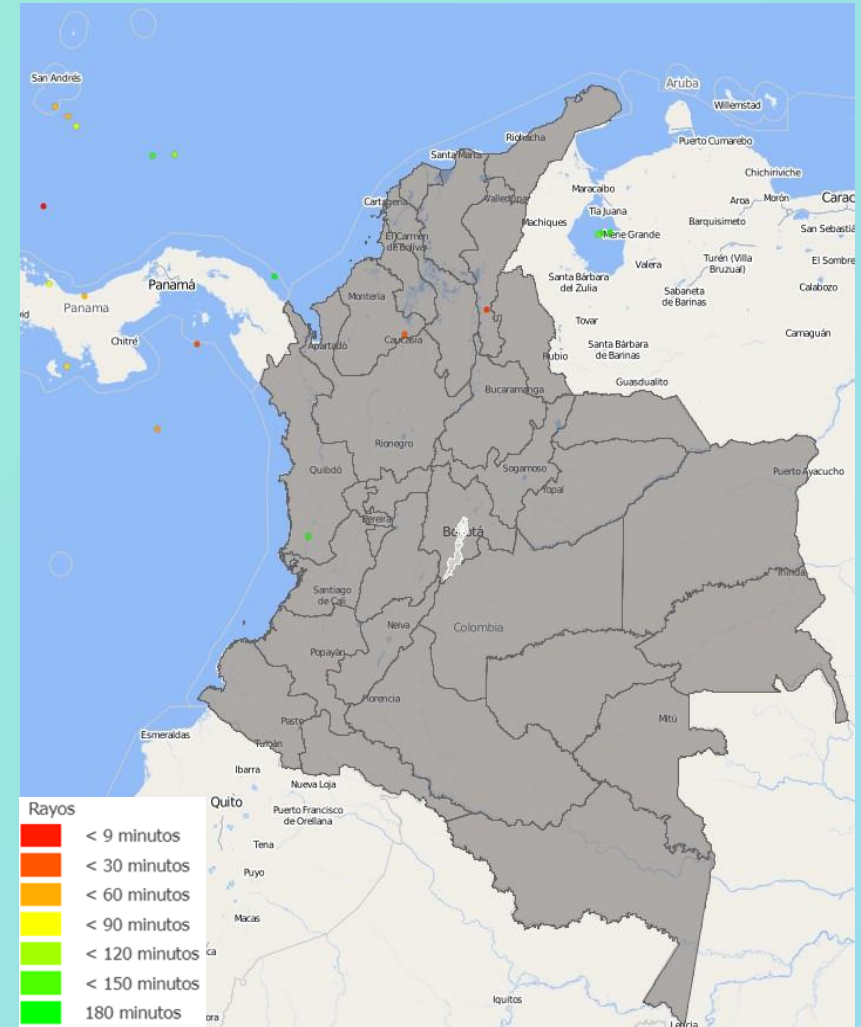 San Andrés
Aruba
Willemstad
Riohacha
Puerto Cumarebo
Santa Marta
Chichiriviche
Maracaibo
Aroa
Morón
Carac
Cartagena
Valledupar
Tía Juana
Machiques
Barquisimeto
San Sebastiá
El Carmen
de Bolívar
Mene Grande
Valera
Turén (Villa
Bruzual)
El Sombre
Panamá
Santa Bárbara
del Zulia
Sabaneta
de Barinas
Calabozo
Montería
vid
Panama
Tovar
Camaguán
Chitré
Apartadó
Caucasia
Santa Bárbara
de Barinas
Rubio
Guasdualito
Bucaramanga
Rionegro
Quibdó
Sogamoso
Puerto Ayacucho
Yopal
Pereira
Bogotá
Inírida
Santiago
de Cali
Neiva
Colombia
Popayán
Florencia
Pasto
Mitú
Esmeraldas
Tulcán
Ibarra
Nueva Loja
Quito
Puerto Francisco
de Orellana
Tena
Puyo
Macas
ca
Iquitos
ora
Leticia
Rayos
< 9 minutos
< 30 minutos
< 60 minutos
< 90 minutos
< 120 minutos
< 150 minutos
180 minutos